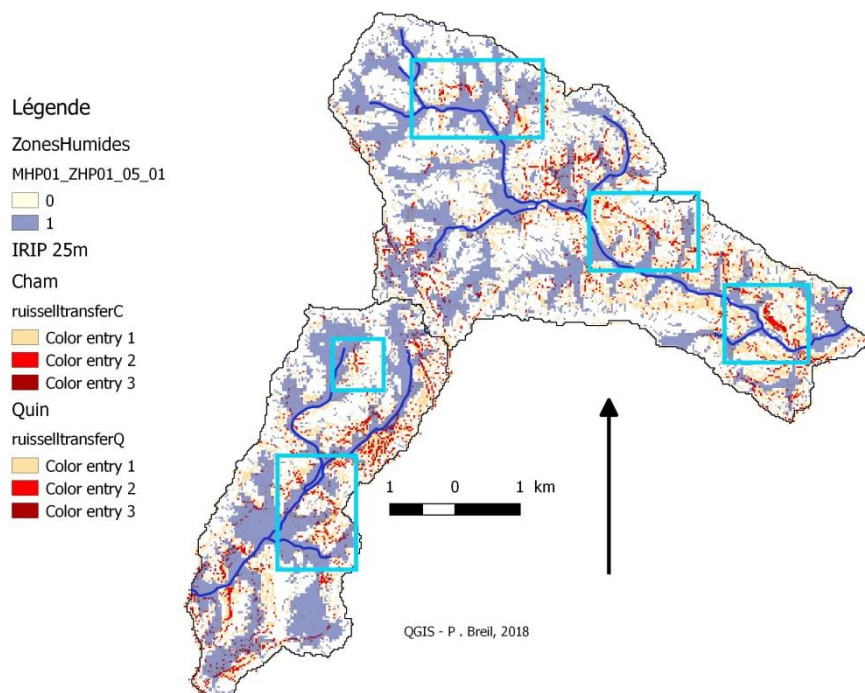 Légende
ZonesHumides
MHP01_ZHP01_05_01
0
1
IRIP 25m
Cham
ruisselltransferC
Color entry 1
Color entry 2
Color entry 3
Quin
ruisselltransferQ
Color entry 1
Color entry 2
Color entry 3
1 0 1 km
QGIS - P . Breil, 2018